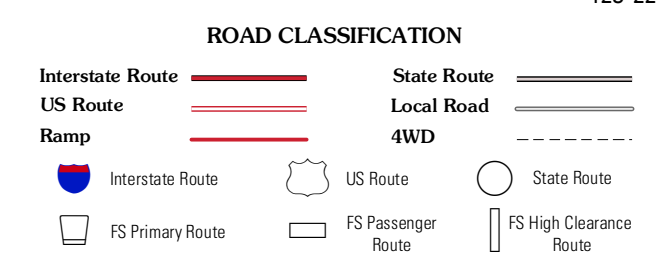 ROAD CLASSIFICATION
Interstate Route
State Route
US Route
Local Road
Ramp
4WD
Interstate Route
US Route
State Route
FS Primary Route
FS Passenger
Route
FS High Clearance
Route